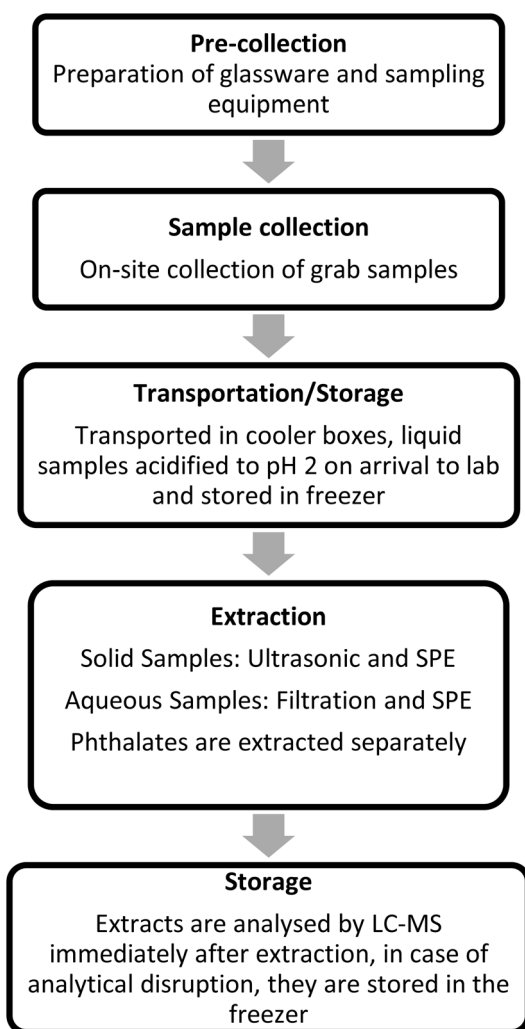 Pre-collection
Preparation of glassware and sampling
equipment
Sample collection
On-site collection of grab samples
Transportation/Storage
Transported in cooler boxes, liquid
samples acidified to pH 2 on arrival to lab
and stored in freezer
Extraction
Solid Samples: Ultrasonic and SPE
Aqueous Samples: Filtration and SPE
Phthalates are extracted separately
Storage
Extracts are analysed by LC-MS
immediately after extraction, in case of
analytical disruption, they are stored in the
freezer